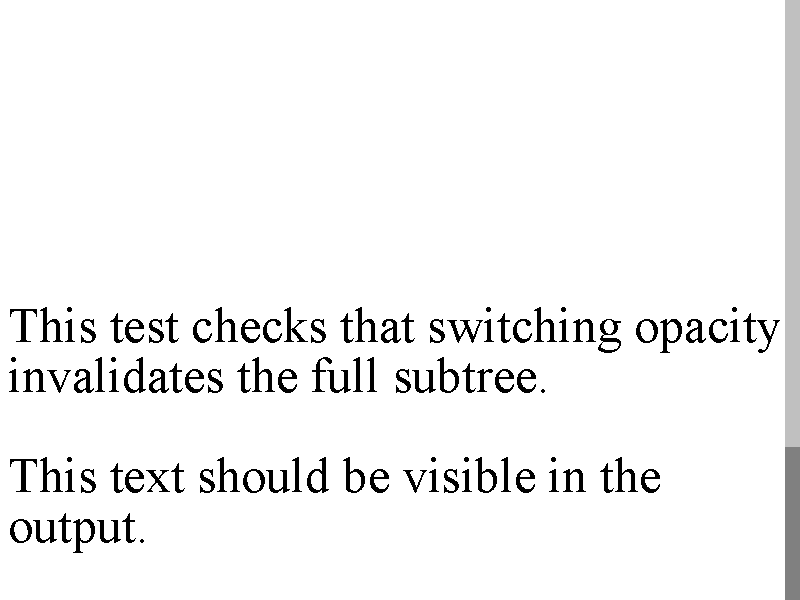 This test checks that switching opacity
invalidates the full subtree.
This text should be visible in the
output.